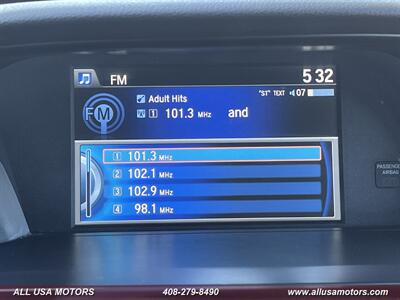 FM 5 32
Adult Hits "ST" TEXT 07
FM 1 101.3 MHz and
1 101.3 MHz
2 102.1 MHz
3 102.9 MHz
4 98.1 MHz
PASSENGER
AIRBAG
ALL USA MOTORS 408-279-8490 www.allusamotors.com